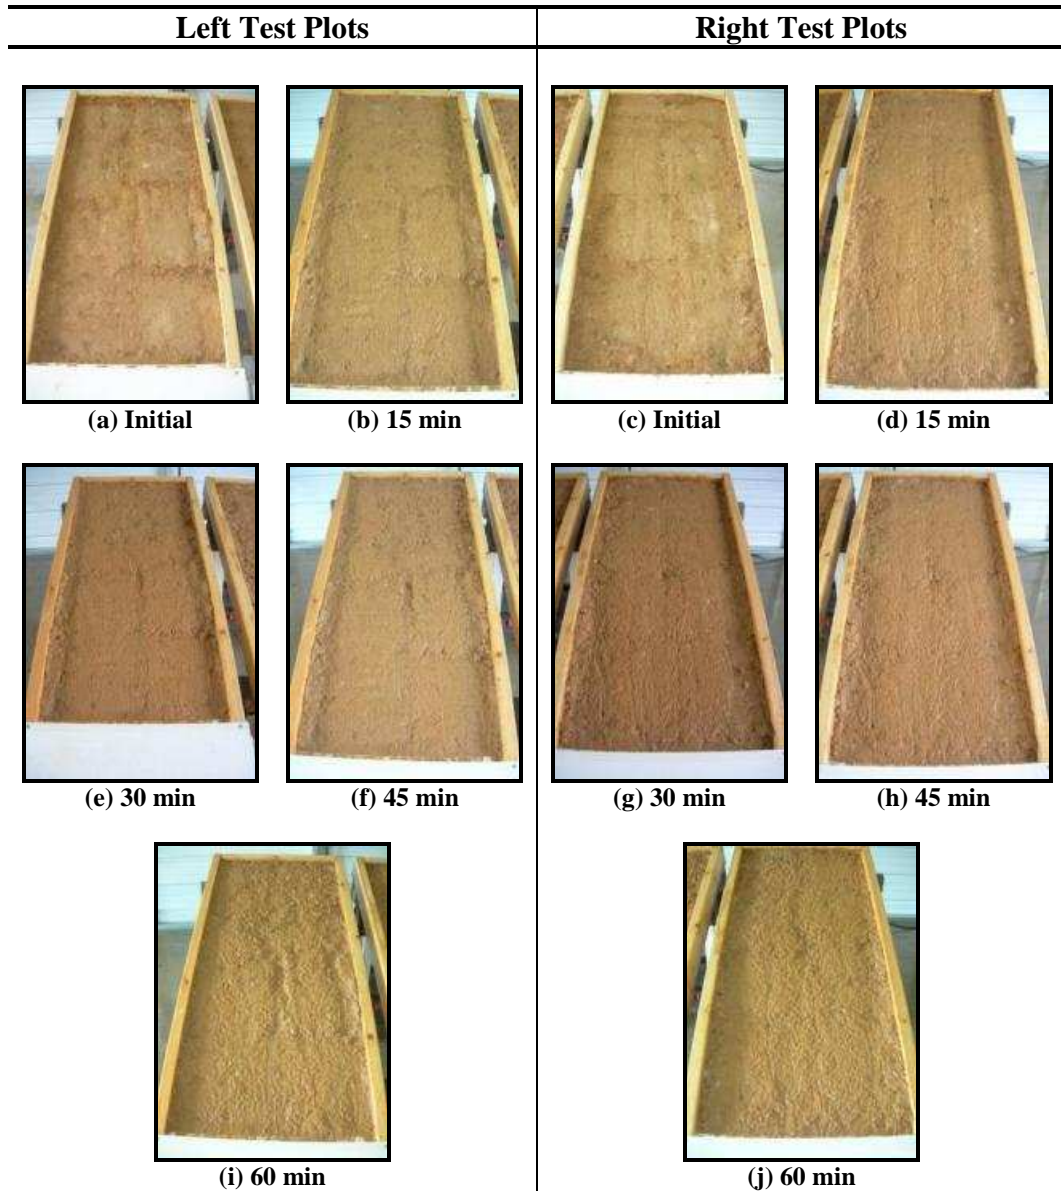 Left Test Plots Right Test Plots
(a) Initial (b) 15 min (c) Initial (d) 15 min
(e) 30 min (f) 45 min (g) 30 min (h) 45 min
(i) 60 min (j) 60 min